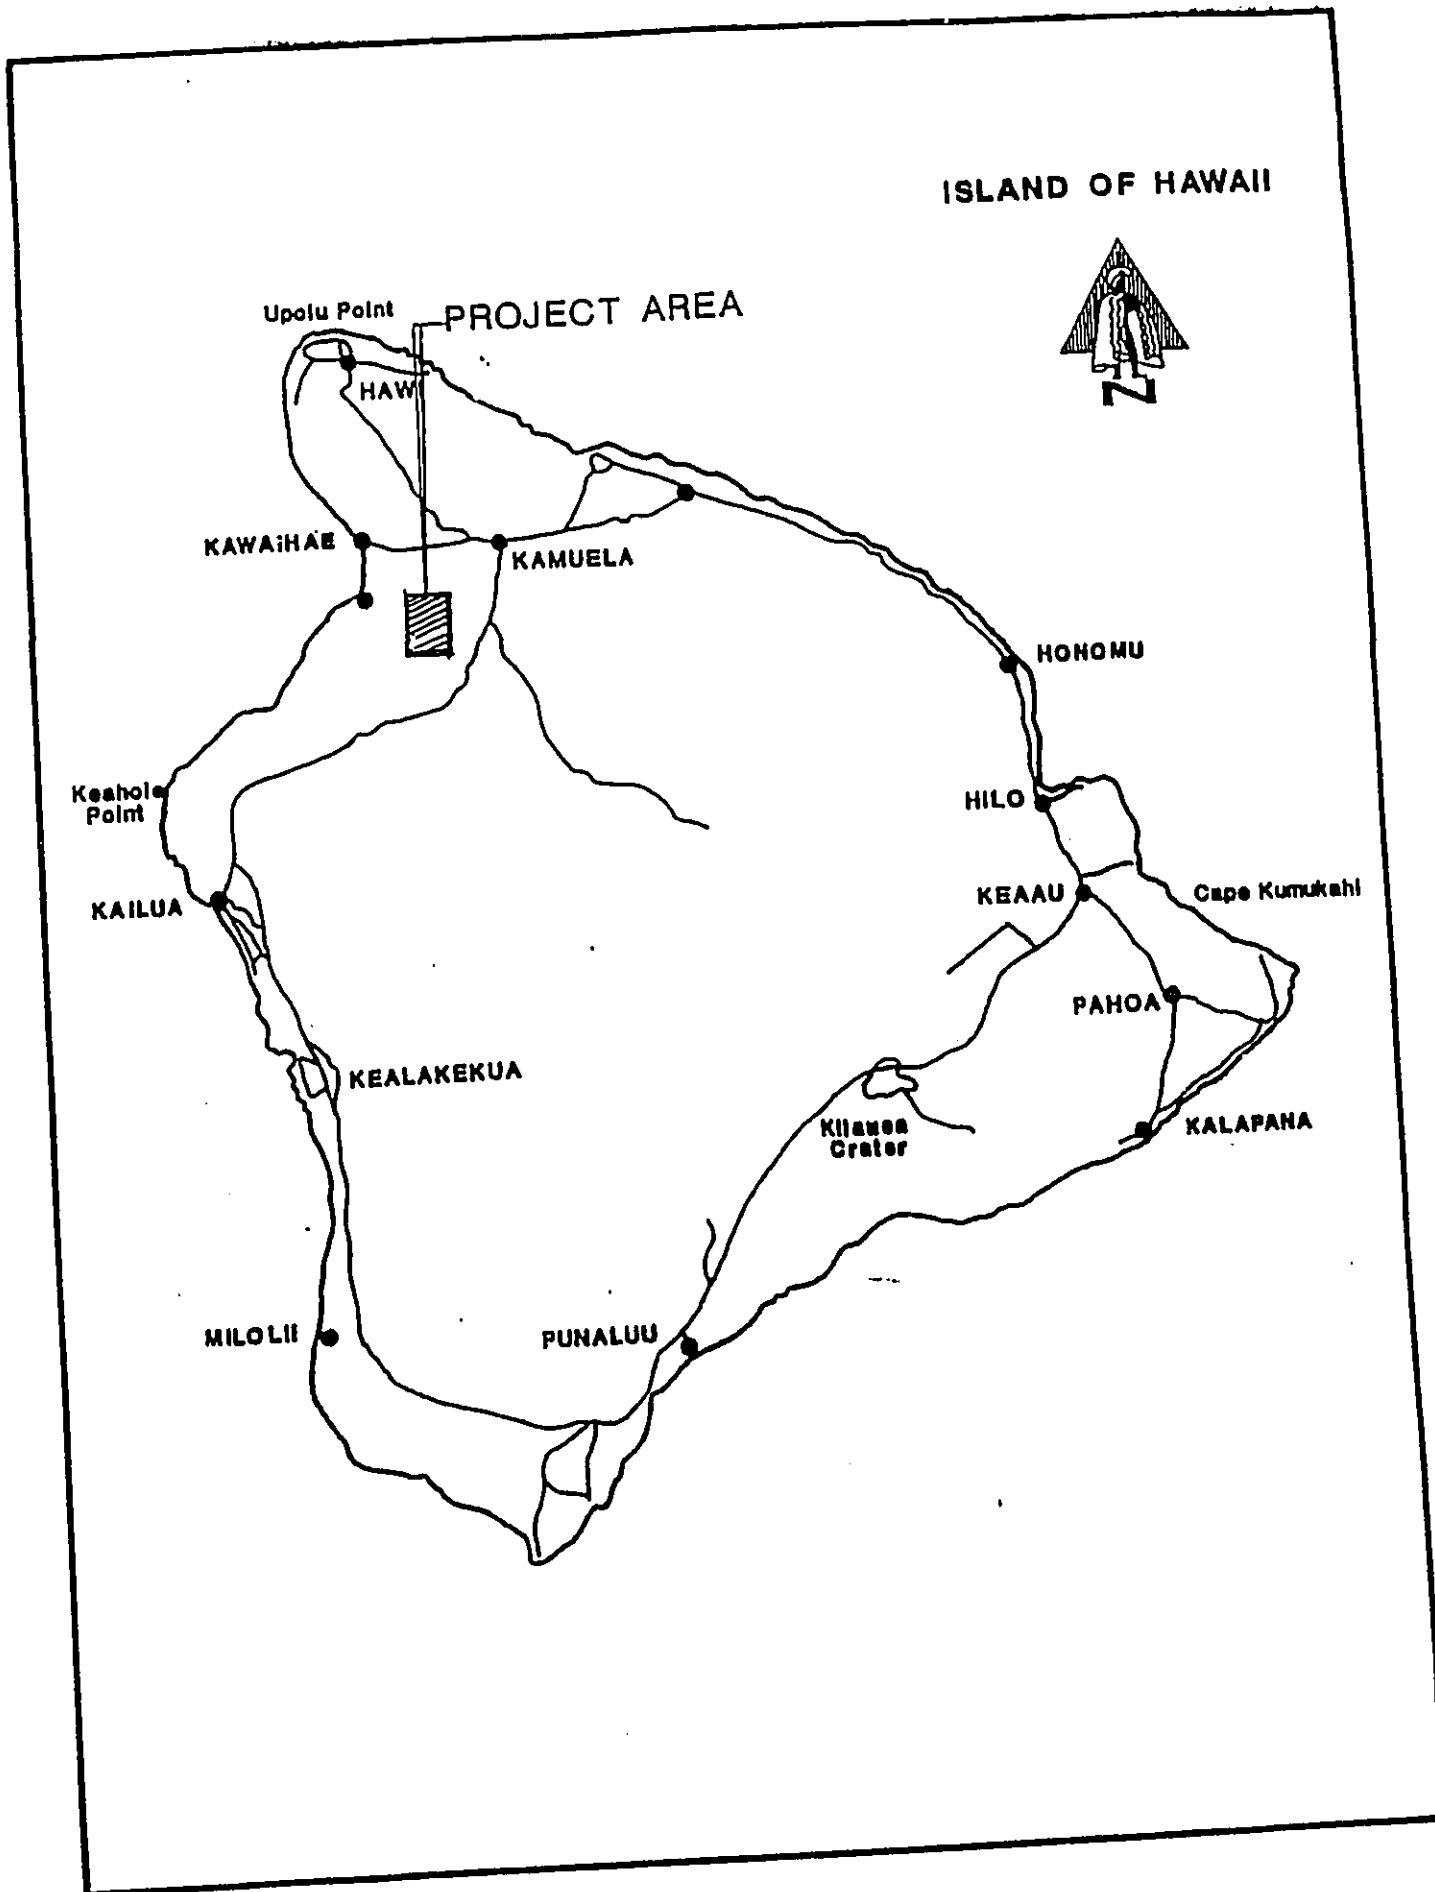 ISLAND OF HAWAII
N
Upolu Point
PROJECT AREA
HAWI
KAWAIHAE
KAMUELA
HONOMU
Keahole
Point
HILO
KAILUA
KEAAU
Cape Kumukahi
PAHOA
KEALAKEKUA
Kilauea
Crater
KALAPANA
MILOLII
PUNALUU